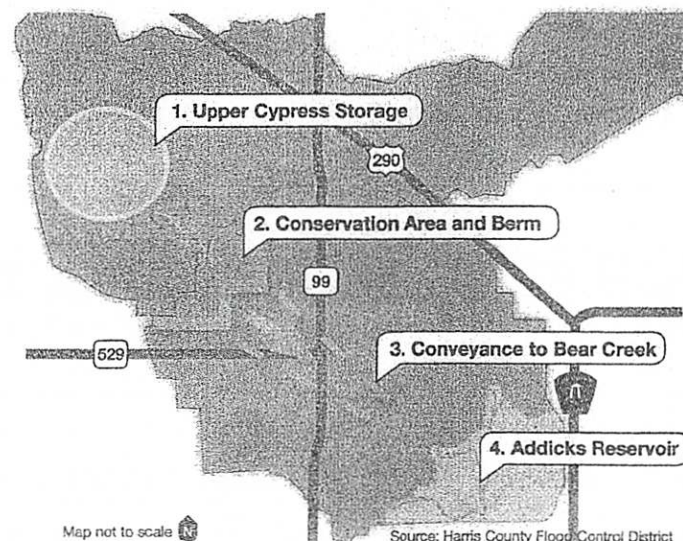 1. Upper Cypress Storage
290
2. Conservation Area and Berm
99
3. Conveyance to Bear Creek
529
4. Addicks Reservoir
Map not to scale
Source: Harris County Flood Control District